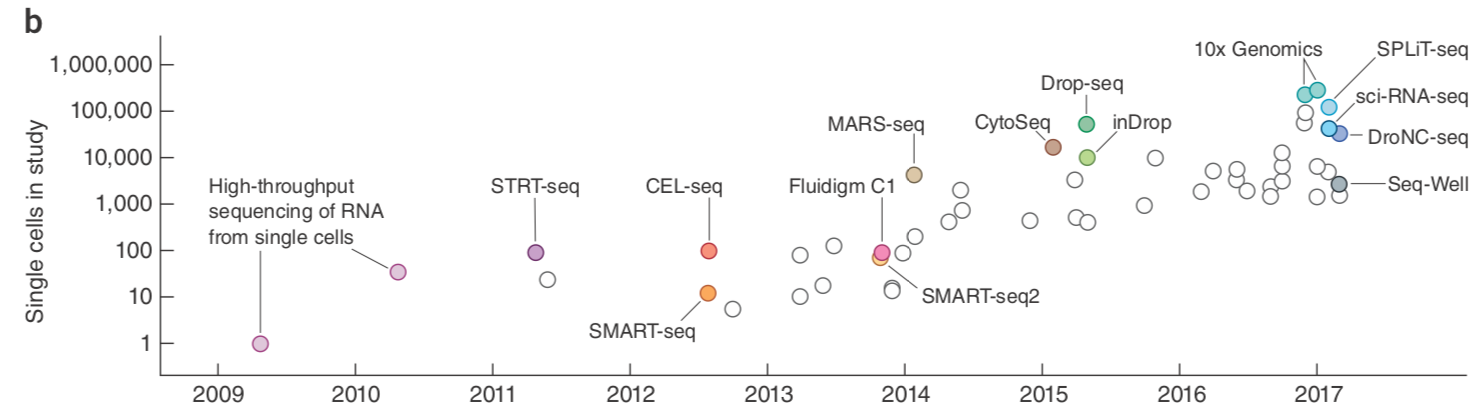 b
Single cells in study
1,000,000
100,000
10,000
1,000
100
10
1
High-throughput
sequencing of RNA
from single cells
STRT-seq
CEL-seq
SMART-seq
Fluidigm C1
SMART-seq2
MARS-seq
CytoSeq
Drop-seq
inDrop
10x Genomics
SPLiT-seq
sci-RNA-seq
DroNC-seq
Seq-Well
2009 2010 2011 2012 2013 2014 2015 2016 2017